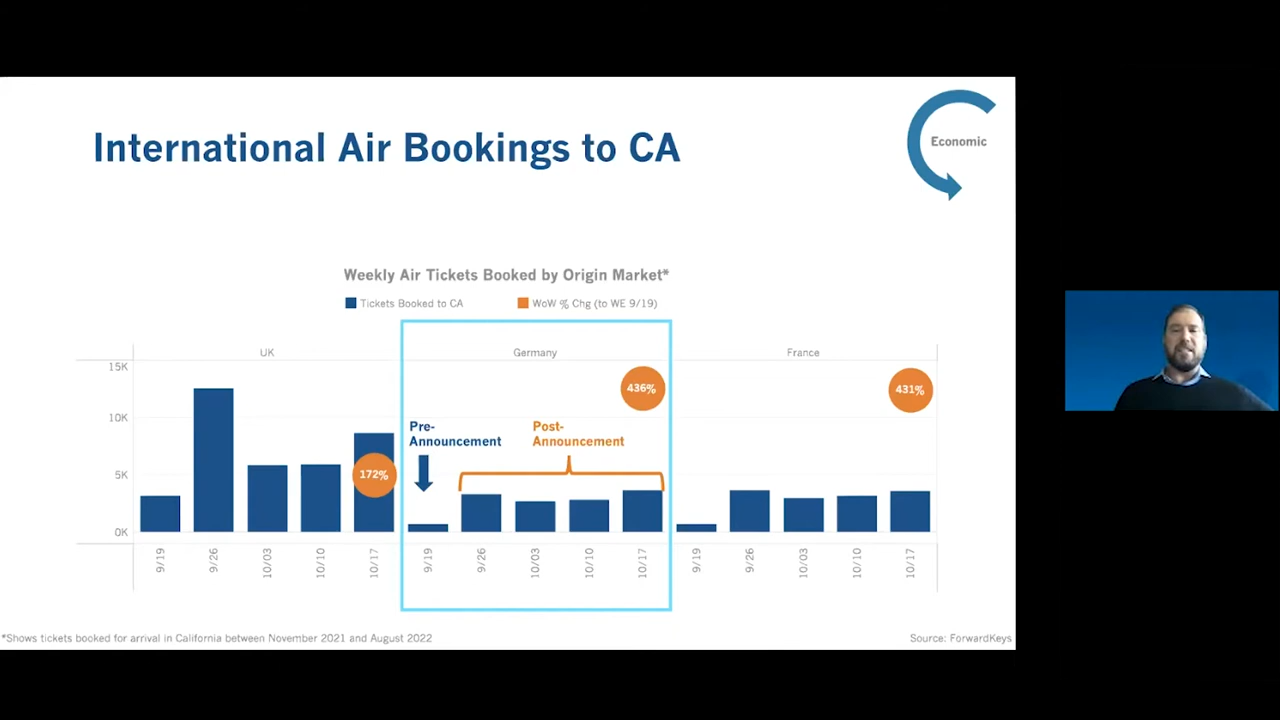 International Air Bookings to CA
Economic
Weekly Air Tickets Booked by Origin Market*
Tickets Booked to CA
WoW % Chg (to WE 9/19)
UK
Germany
France
15K
10K
5K
0K
172%
Pre-
Announcement
Post-
Announcement
436%
431%
9/19
9/26
10/03
10/10
10/17
9/19
9/26
10/03
10/10
10/17
9/19
9/26
10/03
10/10
10/17
*Shows tickets booked for arrival in California between November 2021 and August 2022
Source: ForwardKeys